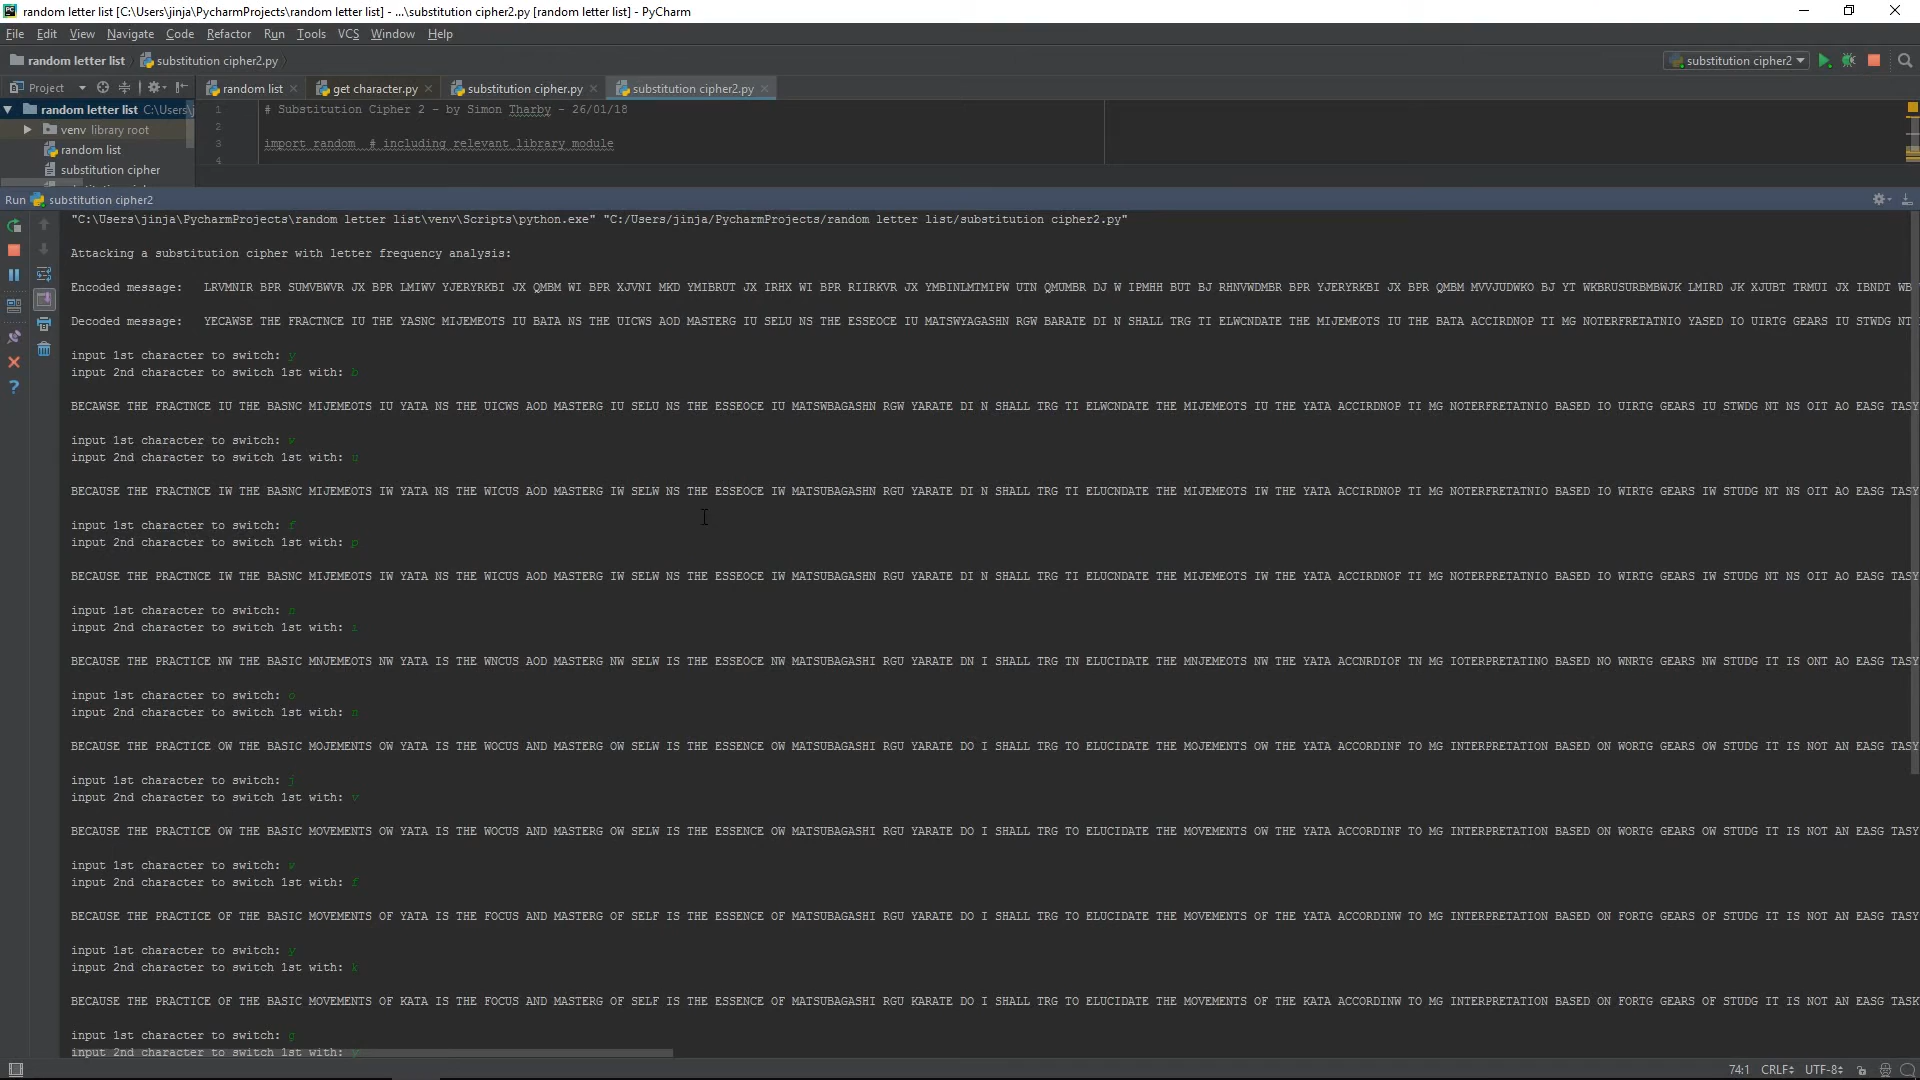 random letter list [C:\Users\jinja\PycharmProjects\random letter list] - ...\substitution cipher2.py [random letter list] - PyCharm
File Edit View Navigate Code Refactor Run Tools VCS Window Help
random letter list substitution cipher2.py substitution cipher2
Project random list get character.py substitution cipher.py substitution cipher2.py
random letter list C:\Users\j
venv library root
random list
substitution cipher
1 # Substitution Cipher 2 - by Simon Tharby - 26/01/18
2
3 import random # including relevant library module
4
Run substitution cipher2
"C:\Users\jinja\PycharmProjects\random letter list\venv\Scripts\python.exe" "C:/Users/jinja/PycharmProjects/random letter list/substitution cipher2.py"
Attacking a substitution cipher with letter frequency analysis:
Encoded message: LRVMNIR BPR SUMVBWVR JX BPR LMIWV YJERYRKBI JX QMBM WI BPR XJVNI MKD YMIBRUT JX IRHX WI BPR RIIRKVR JX YMBINLMTMIPW UTN QMUMBR DJ W IPMHH BUT BJ RHNVWDMBR BPR YJERYRKBI JX BPR QMBM MVVJUDWKO BJ YT WKBRUSURBMBWJK LMIRD JK XJUBT TRMUI JX IBNDT WB
Decoded message: YECAWSE THE FRACTNCE IU THE YASNC MIJEMEOTS IU BATA NS THE UICWS AOD MASTERG IU SELU NS THE ESSEOCE IU MATSWYAGASHN RGW BARATE DI N SHALL TRG TI ELWCNDATE THE MIJEMEOTS IU THE BATA ACCIRDNOP TI MG NOTERFRETATNIO YASED IO UIRTG GEARS IU STWDG NT
input 1st character to switch: y
input 2nd character to switch 1st with: b
BECAWSE THE FRACTNCE IU THE BASNC MIJEMEOTS IU YATA NS THE UICWS AOD MASTERG IU SELU NS THE ESSEOCE IU MATSWBAGASHN RGW YARATE DI N SHALL TRG TI ELWCNDATE THE MIJEMEOTS IU THE YATA ACCIRDNOP TI MG NOTERFRETATNIO BASED IO UIRTG GEARS IU STWDG NT NS OIT AO EASG TASY
input 1st character to switch:
input 2nd character to switch 1st with: u
BECAUSE THE FRACTNCE IW THE BASNC MIJEMEOTS IW YATA NS THE WICUS AOD MASTERG IW SELW NS THE ESSEOCE IW MATSUBAGASHN RGU YARATE DI N SHALL TRG TI ELUCNDATE THE MIJEMEOTS IW THE YATA ACCIRDNOP TI MG NOTERFRETATNIO BASED IO WIRTG GEARS IW STUDG NT NS OIT AO EASG TASY
input 1st character to switch: f
input 2nd character to switch 1st with: p
BECAUSE THE PRACTNCE IW THE BASNC MIJEMEOTS IW YATA NS THE WICUS AOD MASTERG IW SELW NS THE ESSEOCE IW MATSUBAGASHN RGU YARATE DI N SHALL TRG TI ELUCNDATE THE MIJEMEOTS IW THE YATA ACCIRDNOF TI MG NOTERPRETATNIO BASED IO WIRTG GEARS IW STUDG NT NS OIT AO EASG TASY
input 1st character to switch: n
input 2nd character to switch 1st with: i
BECAUSE THE PRACTICE NW THE BASIC MNJEMEOTS NW YATA IS THE WNCUS AOD MASTERG NW SELW IS THE ESSEOCE NW MATSUBAGASHI RGU YARATE DN I SHALL TRG TN ELUCIDATE THE MNJEMEOTS NW THE YATA ACCNRDIOF TN MG IOTERPRETATINO BASED NO WNRTG GEARS NW STUDG IT IS ONT AO EASG TASY
input 1st character to switch: o
input 2nd character to switch 1st with: n
BECAUSE THE PRACTICE OW THE BASIC MOJEMENTS OW YATA IS THE WOCUS AND MASTERG OW SELW IS THE ESSENCE OW MATSUBAGASHI RGU YARATE DO I SHALL TRG TO ELUCIDATE THE MOJEMENTS OW THE YATA ACCORDINF TO MG INTERPRETATION BASED ON WORTG GEARS OW STUDG IT IS NOT AN EASG TASY
input 1st character to switch: j
input 2nd character to switch 1st with: v
BECAUSE THE PRACTICE OW THE BASIC MOVEMENTS OW YATA IS THE WOCUS AND MASTERG OW SELW IS THE ESSENCE OW MATSUBAGASHI RGU YARATE DO I SHALL TRG TO ELUCIDATE THE MOVEMENTS OW THE YATA ACCORDINF TO MG INTERPRETATION BASED ON WORTG GEARS OW STUDG IT IS NOT AN EASG TASY
input 1st character to switch:
input 2nd character to switch 1st with: f
BECAUSE THE PRACTICE OF THE BASIC MOVEMENTS OF YATA IS THE FOCUS AND MASTERG OF SELF IS THE ESSENCE OF MATSUBAGASHI RGU YARATE DO I SHALL TRG TO ELUCIDATE THE MOVEMENTS OF THE YATA ACCORDINW TO MG INTERPRETATION BASED ON FORTG GEARS OF STUDG IT IS NOT AN EASG TASY
input 1st character to switch: y
input 2nd character to switch 1st with: k
BECAUSE THE PRACTICE OF THE BASIC MOVEMENTS OF KATA IS THE FOCUS AND MASTERG OF SELF IS THE ESSENCE OF MATSUBAGASHI RGU KARATE DO I SHALL TRG TO ELUCIDATE THE MOVEMENTS OF THE KATA ACCORDINW TO MG INTERPRETATION BASED ON FORTG GEARS OF STUDG IT IS NOT AN EASG TASK
input 1st character to switch: g
input 2nd character to switch 1st with: y
74:1 CRLF UTF-8